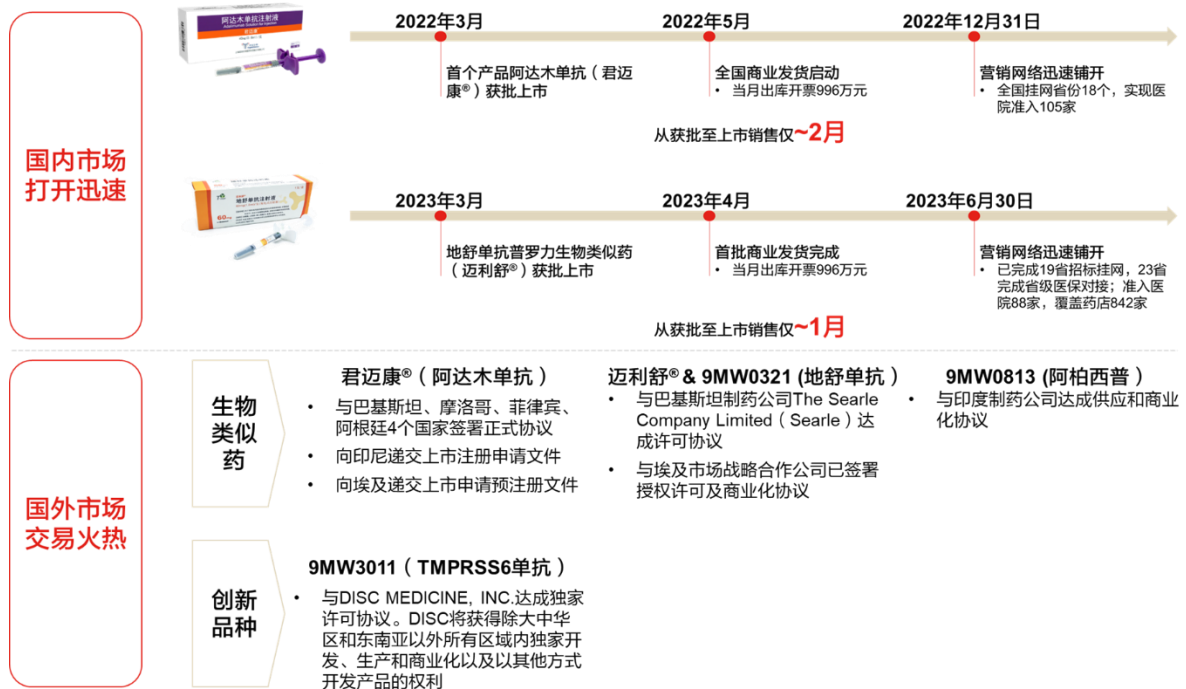 国内市场
打开迅速
阿达木单抗注射液
君迈康
2022年3月
2022年5月
2022年12月31日
首个产品阿达木单抗（君迈
康®）获批上市
全国商业发货启动
• 当月出库开票996万元
营销网络迅速铺开
• 全国挂网省份18个，实现医
院准入105家
从获批至上市销售仅~2月
地舒单抗注射液
60mg
2023年3月
2023年4月
2023年6月30日
地舒单抗普罗力生物类似药
（迈利舒®）获批上市
首批商业发货完成
• 当月出库开票996万元
营销网络迅速铺开
• 已完成19省招标挂网，23省
完成省级医保对接；准入医
院88家，覆盖药店842家
从获批至上市销售仅~1月
国外市场
交易火热
生物
类似
药
君迈康®（阿达木单抗）
• 与巴基斯坦、摩洛哥、菲律宾、
阿根廷4个国家签署正式协议
• 向印尼递交上市注册申请文件
• 向埃及递交上市申请预注册文件
迈利舒® & 9MW0321 (地舒单抗）
• 与巴基斯坦制药公司The Searle
Company Limited（Searle）达
成许可协议
• 与埃及市场战略合作公司已签署
授权许可及商业化协议
9MW0813 (阿柏西普）
• 与印度制药公司达成供应和商业
化协议
创新
品种
9MW3011（TMPRSS6单抗）
• 与DISC MEDICINE, INC.达成独家
许可协议。DISC将获得除大中华
区和东南亚以外所有区域内独家开
发、生产和商业化以及以其他方式
开发产品的权利